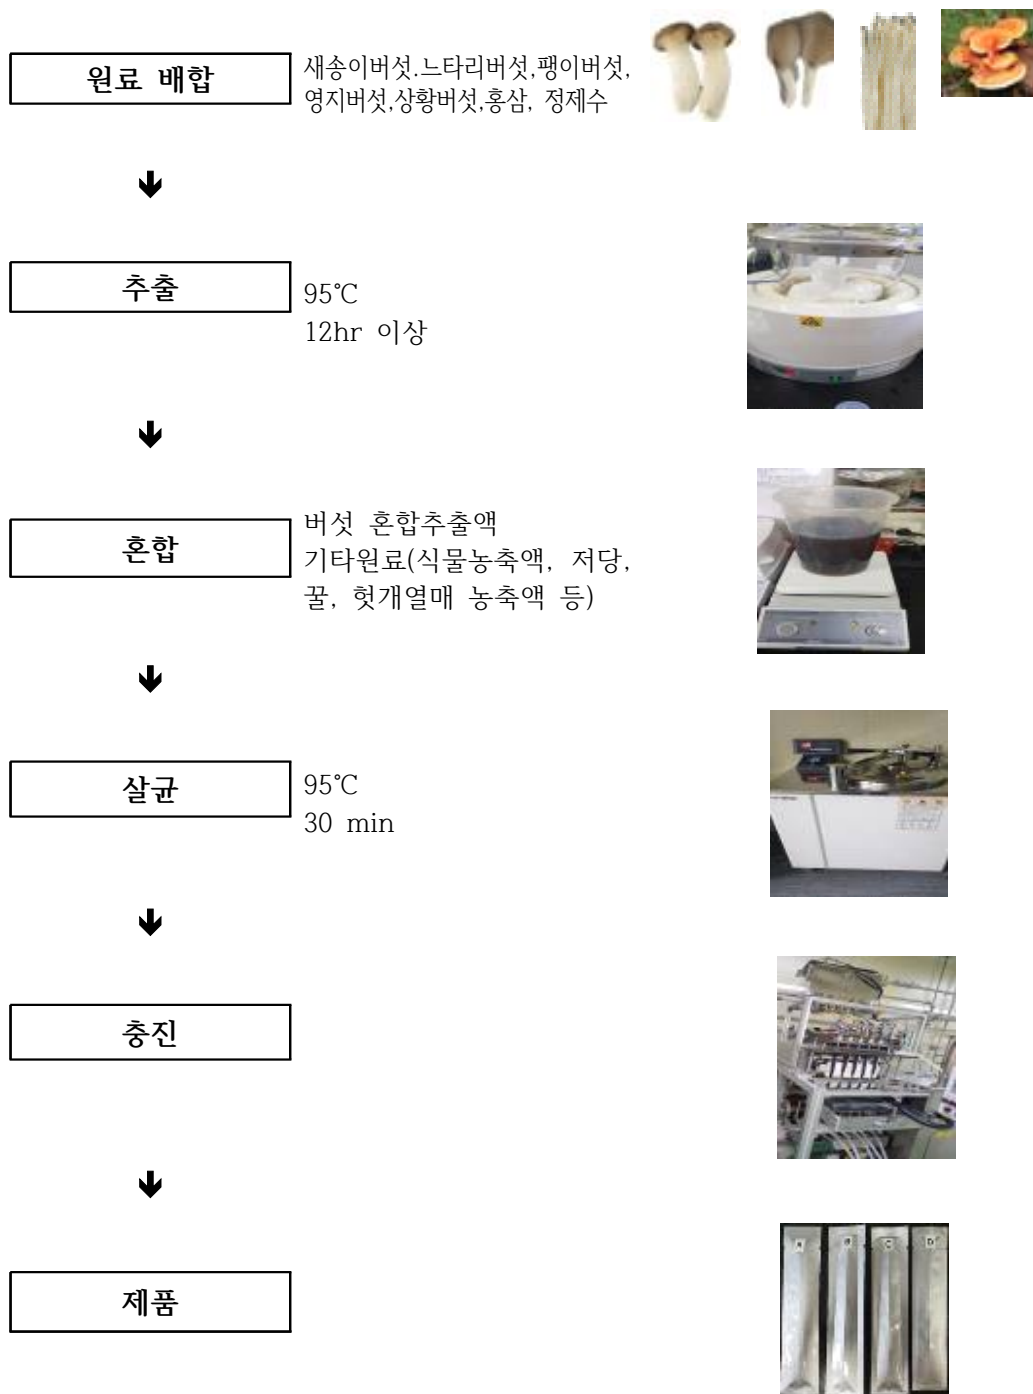 원료 배합
새송이버섯.느타리버섯,팽이버섯,
영지버섯,상황버섯,홍삼, 정제수
추출
95℃
12hr 이상
혼합
버섯 혼합추출액
기타원료(식물농축액, 저당,
꿀, 헛개열매 농축액 등)
살균
95℃
30 min
충진
제품
A B C D